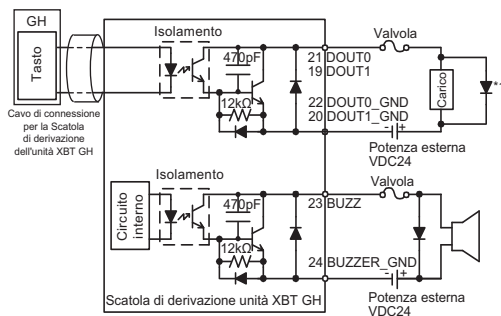 GH
Tasto
Cavo di connessione
per la Scatola
di derivazione
dell'unità XBT GH
Isolamento
470pF
12kΩ
21 DOUT0
19 DOUT1
22 DOUT0_GND
20 DOUT1_GND
Valvola
Carico
*1
- +
Potenza esterna
VDC24
Circuito
interno
Isolamento
470pF
12kΩ
23 BUZZ
24 BUZZER_GND
Valvola
- +
Potenza esterna
VDC24
Scatola di derivazione unità XBT GH